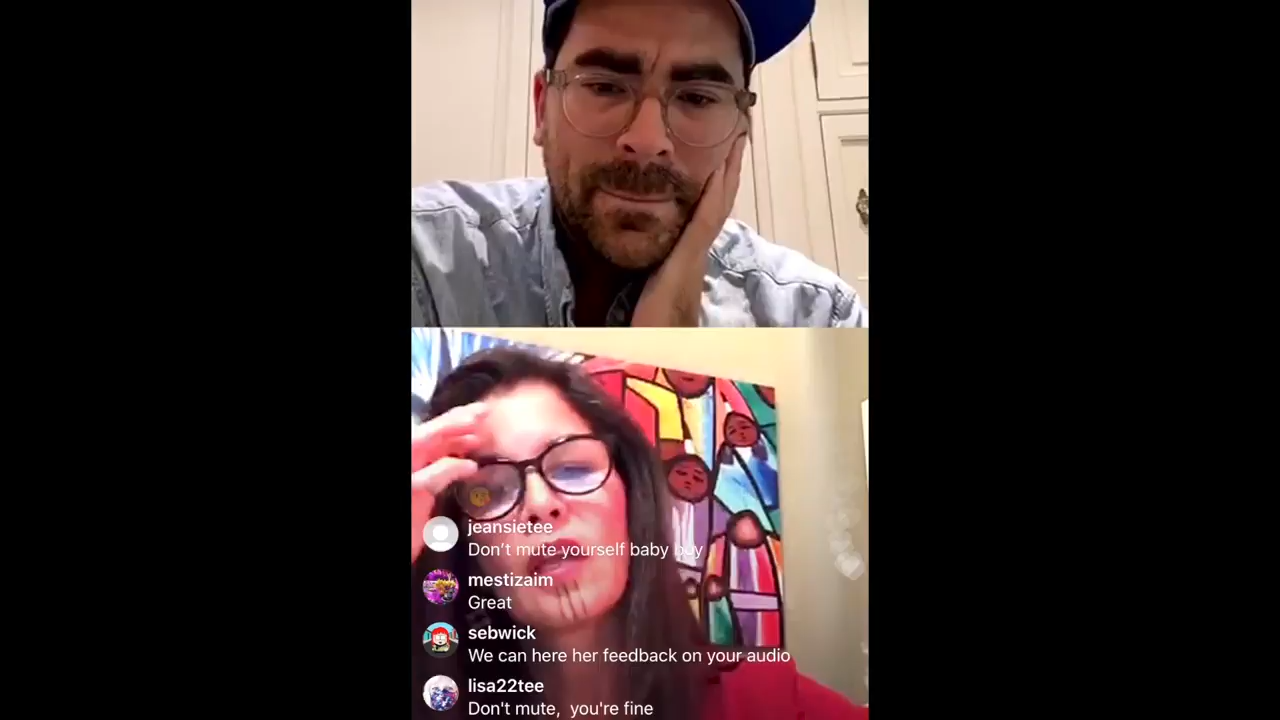 jeansietee
Don’t mute yourself baby boy
mestizaim
Great
sebwick
We can here her feedback on your audio
lisa22tee
Don't mute,  you're fine